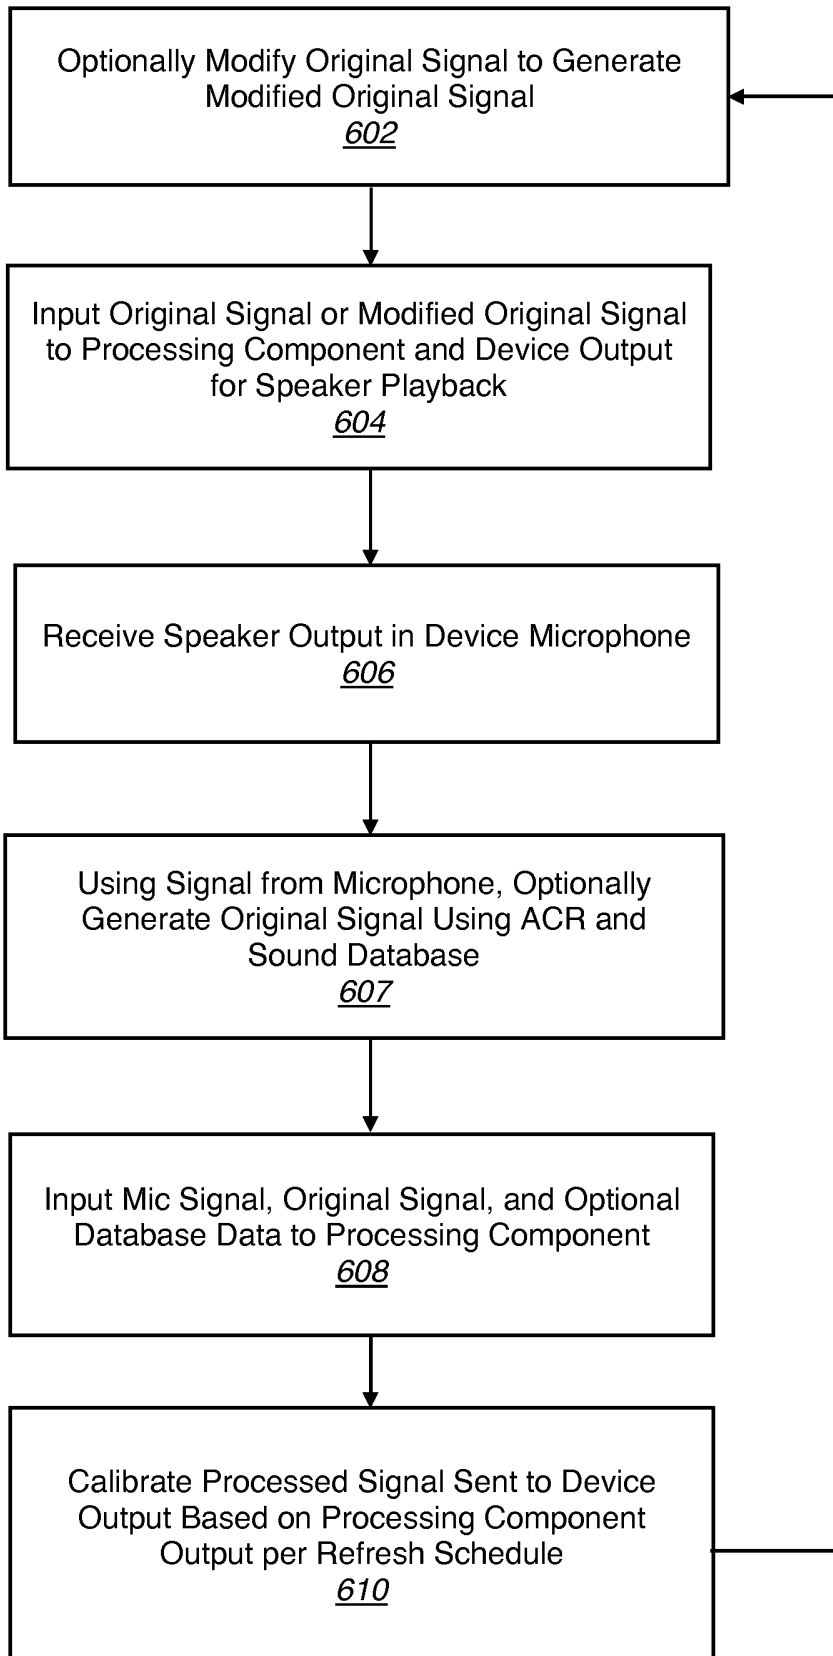 Optionally Modify Original Signal to Generate
Modified Original Signal
602
Input Original Signal or Modified Original Signal
to Processing Component and Device Output
for Speaker Playback
604
Receive Speaker Output in Device Microphone
606
Using Signal from Microphone, Optionally
Generate Original Signal Using ACR and
Sound Database
607
Input Mic Signal, Original Signal, and Optional
Database Data to Processing Component
608
Calibrate Processed Signal Sent to Device
Output Based on Processing Component
Output per Refresh Schedule
610